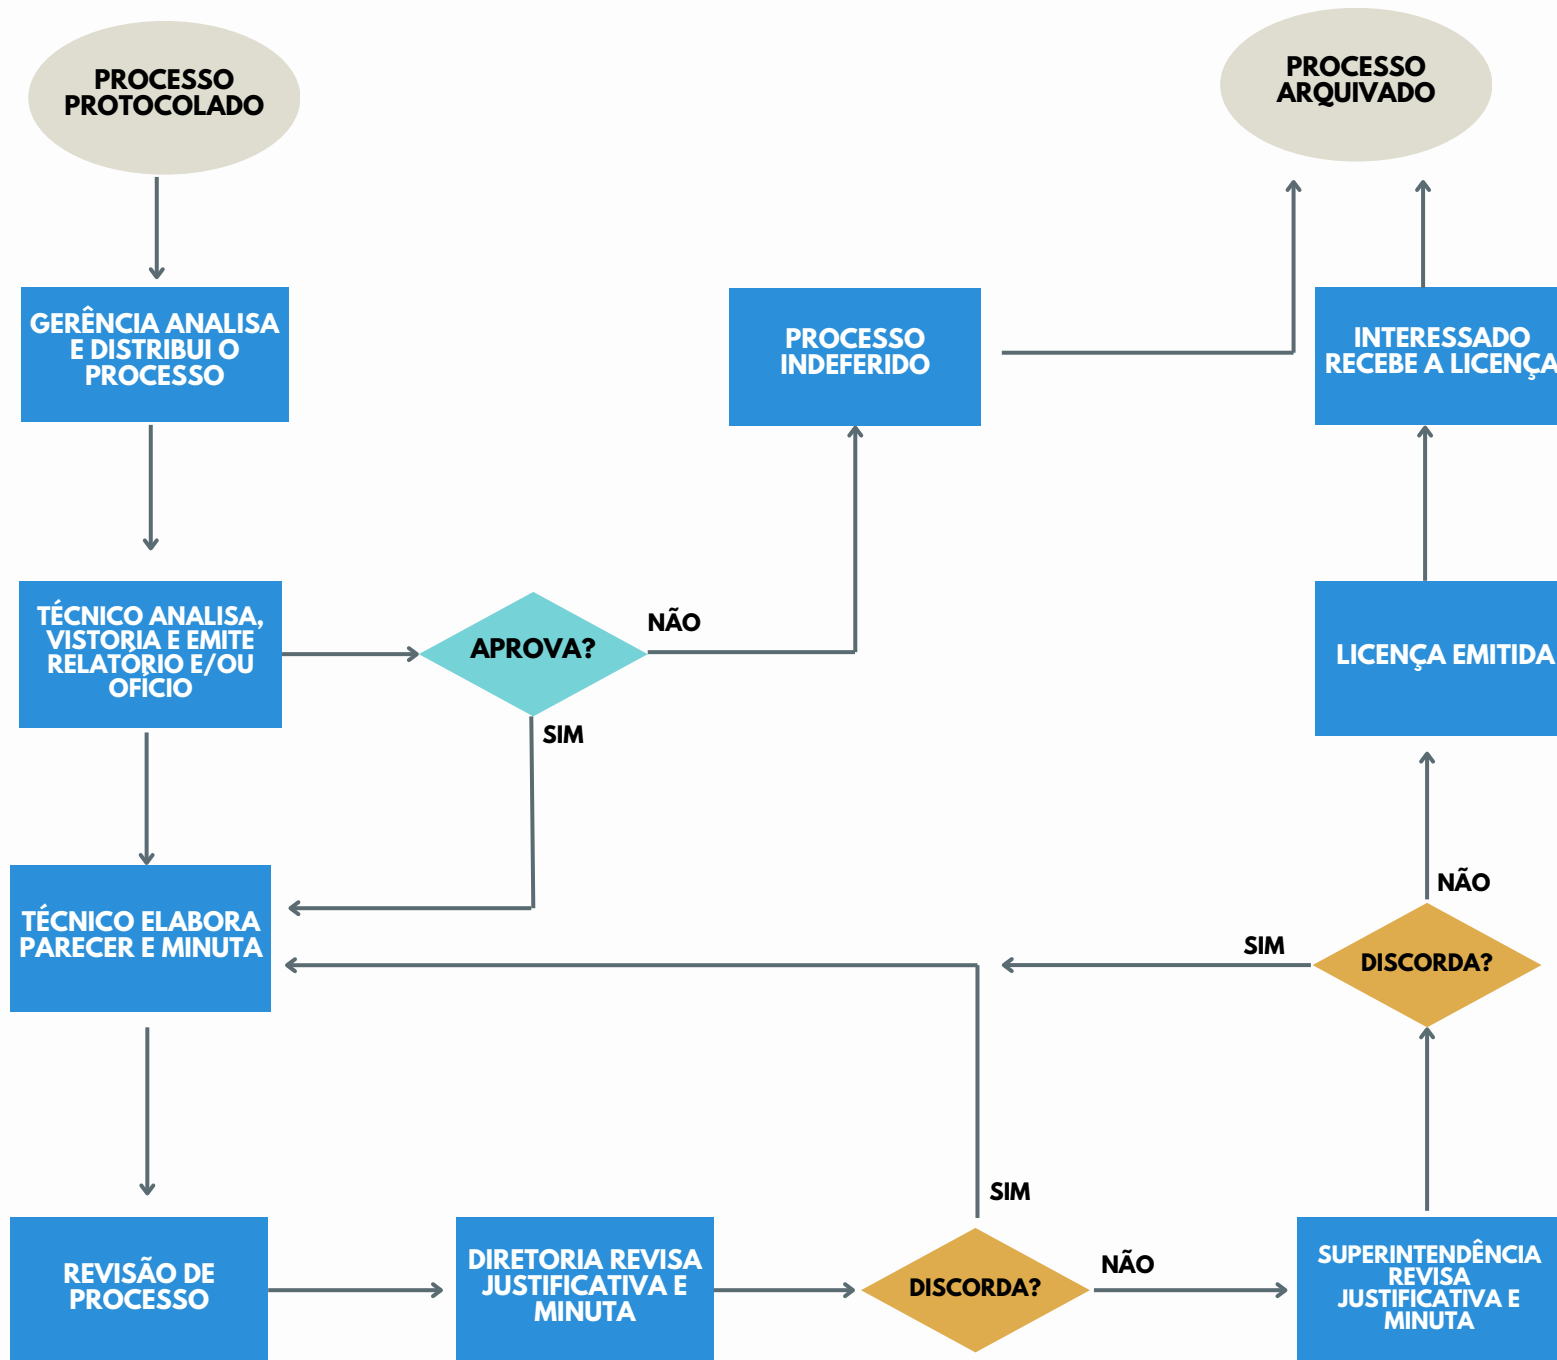 PROCESSO
PROTOCOLADO
PROCESSO
ARQUIVADO
GERÊNCIA ANALISA
E DISTRIBUI O
PROCESSO
PROCESSO
INDEFERIDO
INTERESSADO
RECEBE A LICENÇA
TÉCNICO ANALISA,
VISTORIA E EMITE
RELATÓRIO E/OU
OFÍCIO
APROVA?
NÃO
SIM
LICENÇA EMITIDA
TÉCNICO ELABORA
PARECER E MINUTA
NÃO
SIM
DISCORDA?
SIM
REVISÃO DE
PROCESSO
DIRETORIA REVISA
JUSTIFICATIVA E
MINUTA
DISCORDA?
NÃO
SUPERINTENDÊNCIA
REVISA
JUSTIFICATIVA E
MINUTA